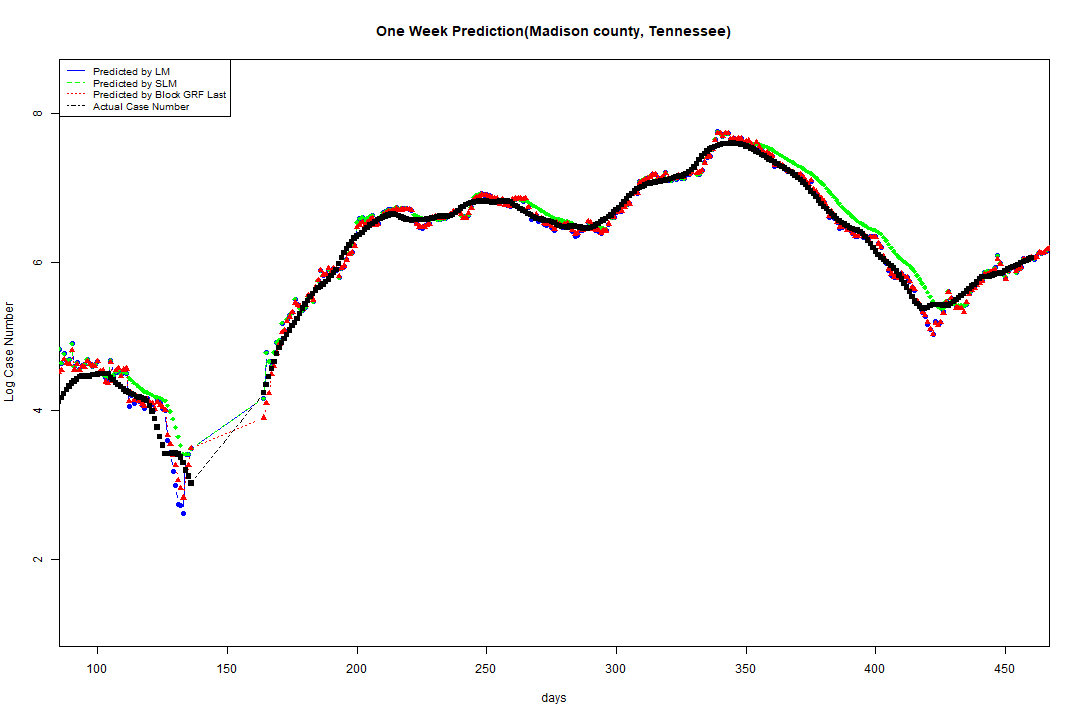 One Week Prediction(Madison county, Tennessee)
Predicted by LM
Predicted by SLM
Predicted by Block GRF Last
Actual Case Number
8
6
4
2
Log Case Number
100 150 200 250 300 350 400 450
days